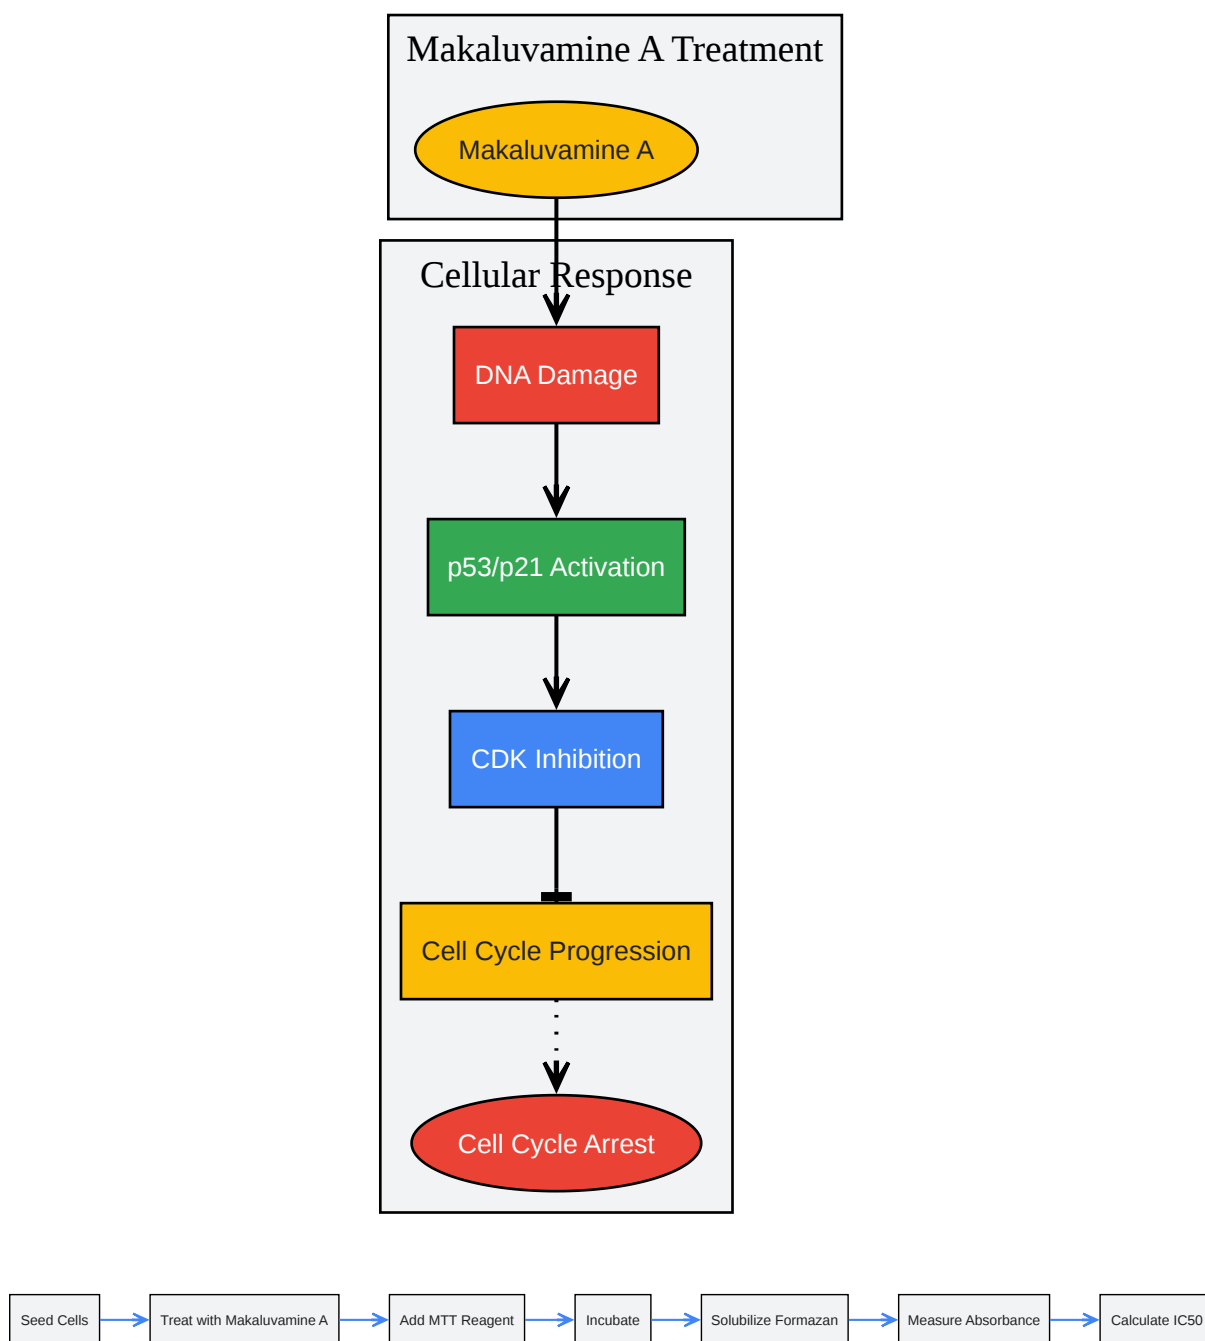 Makaluvamine A Treatment
Makaluvamine A
Cellular Response
DNA Damage
p53/p21 Activation
CDK Inhibition
Cell Cycle Progression
Cell Cycle Arrest
Seed Cells
Treat with Makaluvamine A
Add MTT Reagent
Incubate
Solubilize Formazan
Measure Absorbance
Calculate IC50